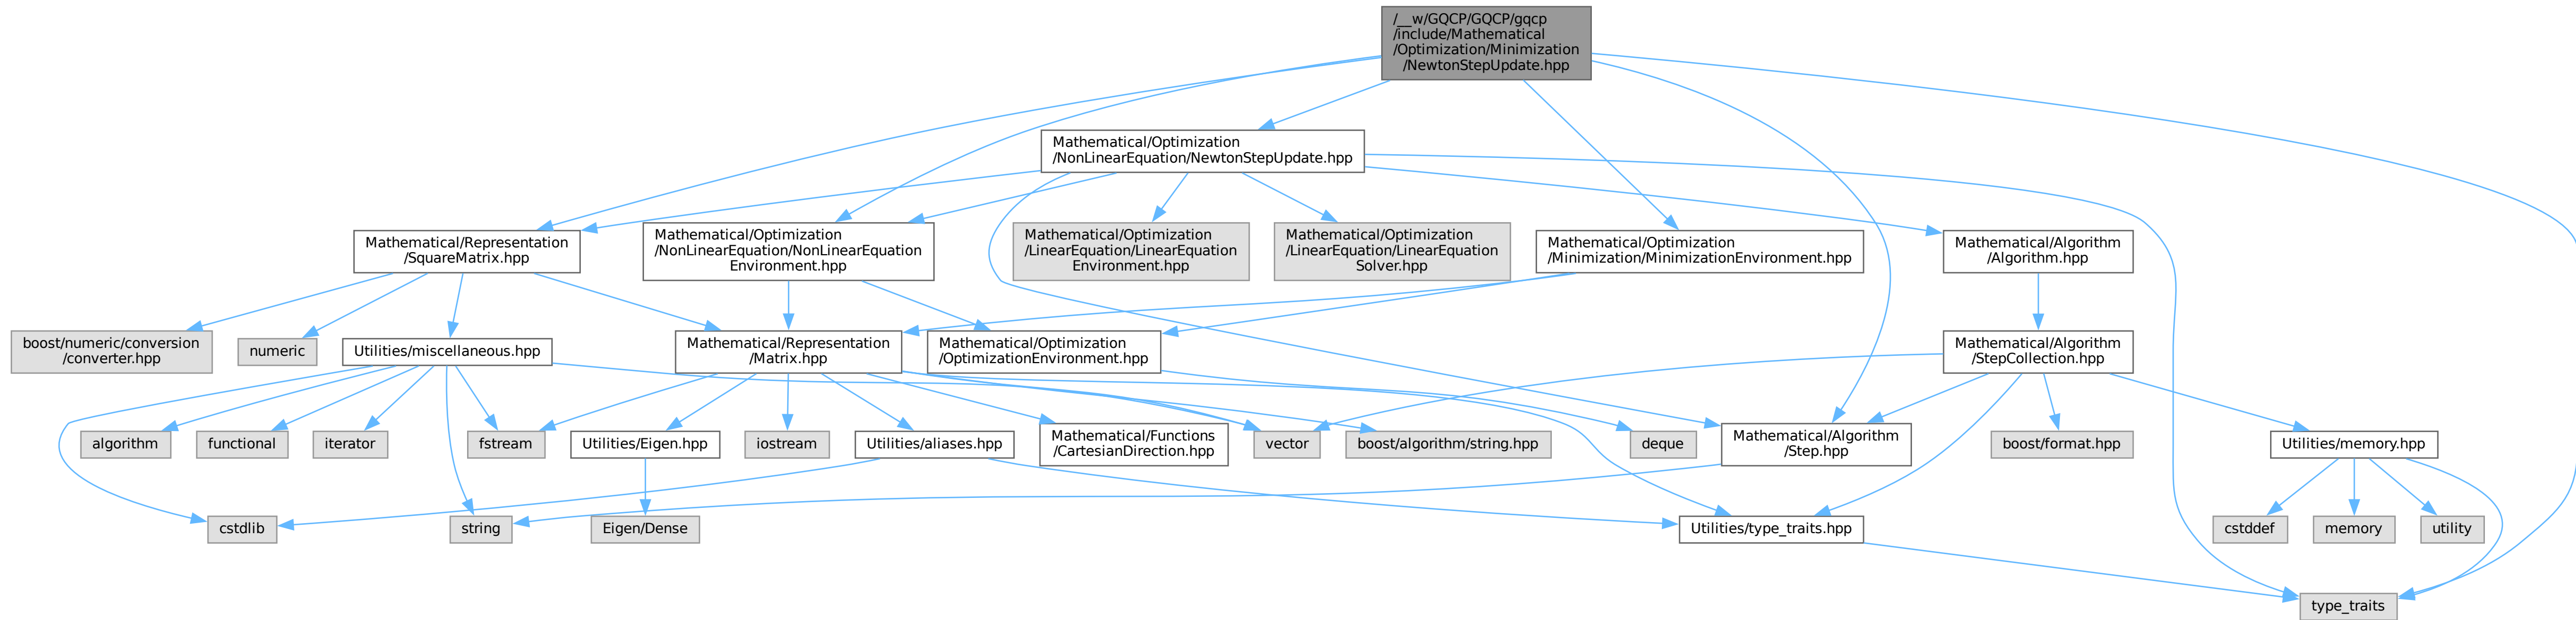 /__w/GQCP/GQCP/gqcp
/include/Mathematical
/Optimization/Minimization
/NewtonStepUpdate.hpp
Mathematical/Optimization
/NonLinearEquation/NewtonStepUpdate.hpp
Mathematical/Representation
/SquareMatrix.hpp
Mathematical/Optimization
/NonLinearEquation/NonLinearEquation
Environment.hpp
Mathematical/Optimization
/LinearEquation/LinearEquation
Environment.hpp
Mathematical/Optimization
/LinearEquation/LinearEquation
Solver.hpp
Mathematical/Optimization
/Minimization/MinimizationEnvironment.hpp
Mathematical/Algorithm
/Algorithm.hpp
boost/numeric/conversion
/converter.hpp
numeric
Utilities/miscellaneous.hpp
Mathematical/Representation
/Matrix.hpp
Mathematical/Optimization
/OptimizationEnvironment.hpp
Mathematical/Algorithm
/StepCollection.hpp
algorithm
functional
iterator
fstream
Utilities/Eigen.hpp
iostream
Utilities/aliases.hpp
Mathematical/Functions
/CartesianDirection.hpp
vector
boost/algorithm/string.hpp
deque
Mathematical/Algorithm
/Step.hpp
boost/format.hpp
Utilities/memory.hpp
cstdlib
string
Eigen/Dense
Utilities/type_traits.hpp
cstddef
memory
utility
type_traits